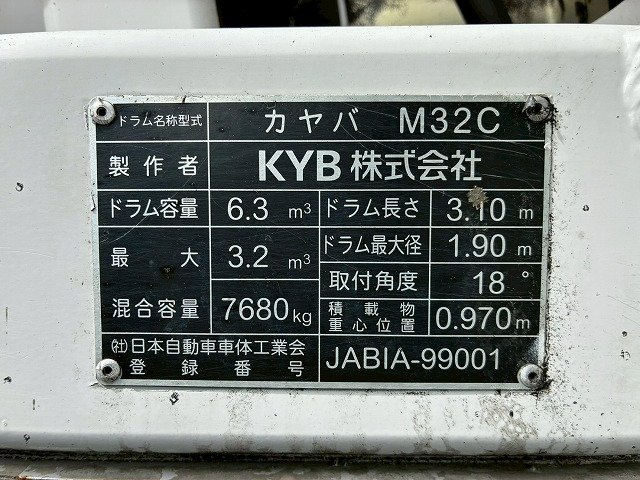 ドラム名称型式 カヤバ M32C
製作者 KYB株式会社
ドラム容量 6.3 m³ ドラム長さ 3.10 m
最大混合容量 3.2 m³ 7680kg ドラム最大径 1.90 m
取付角度 18°
積載物重心位置 0.970m
㈳日本自動車車体工業会
登録番号 JABIA-99001